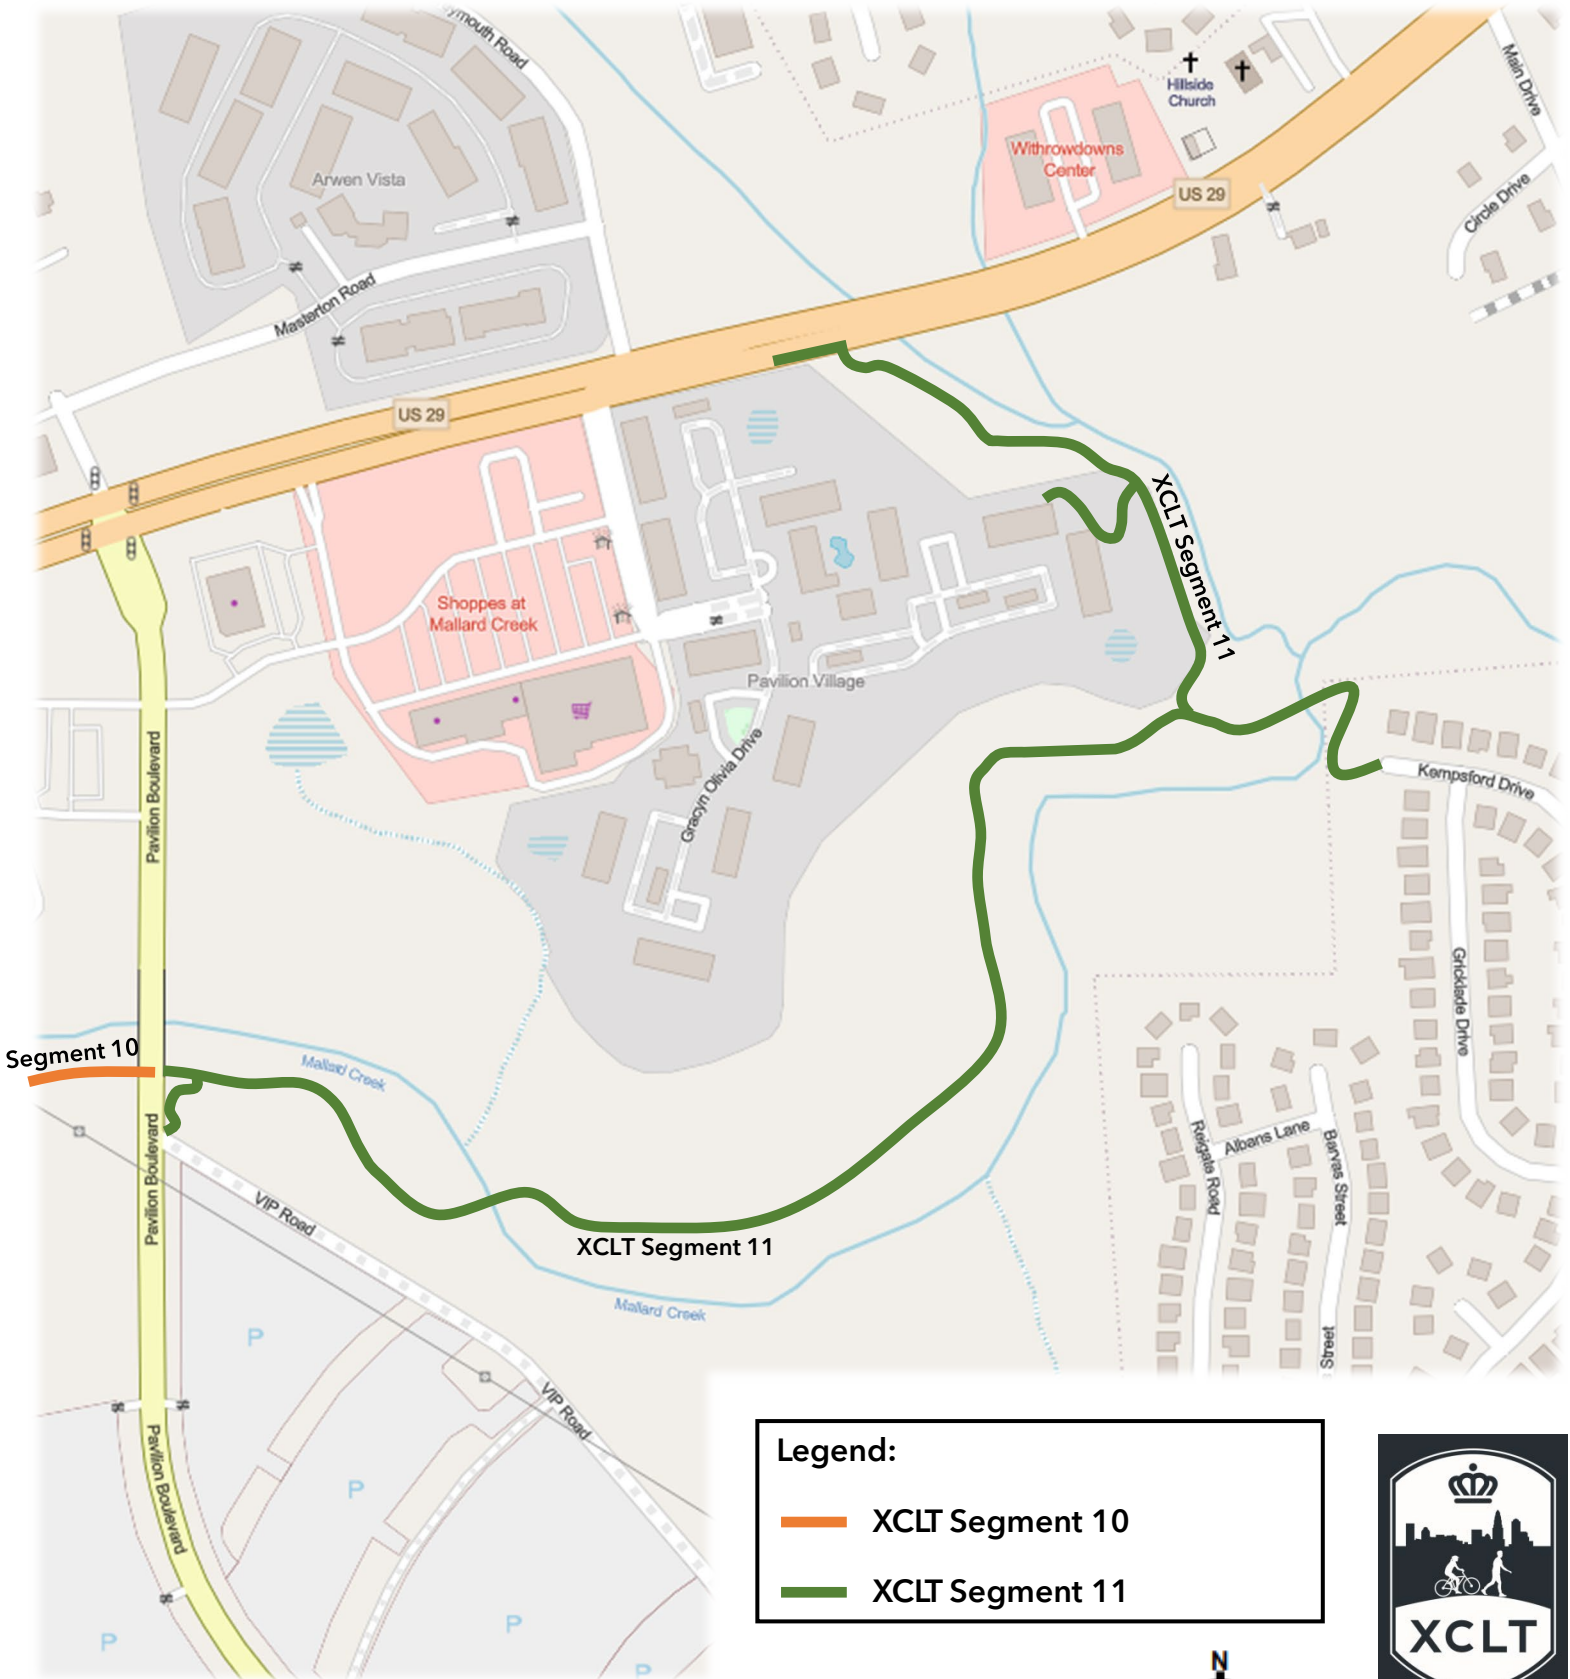 ymouth Road
Main Drive
Hillside
Church
Withrowdowns
Center
Arwen Vista
US 29
Circle Drive
Masterton Road
US 29
XCLT Segment 11
Shoppes at
Mallard Creek
Pavilion Village
Gracyn Olivia Drive
Pavilion Boulevard
Kempsford Drive
Gricklade Drive
Segment 10
Mallard Creek
Pavilion Boulevard
Reigate Road
Albans Lane
Barvas Street
VIP Road
XCLT Segment 11
Mallard Creek
P
Street
VIP Road
Pavilion Boulevard
P
Legend:
XCLT Segment 10
XCLT Segment 11
P
P
P
XCLT
N